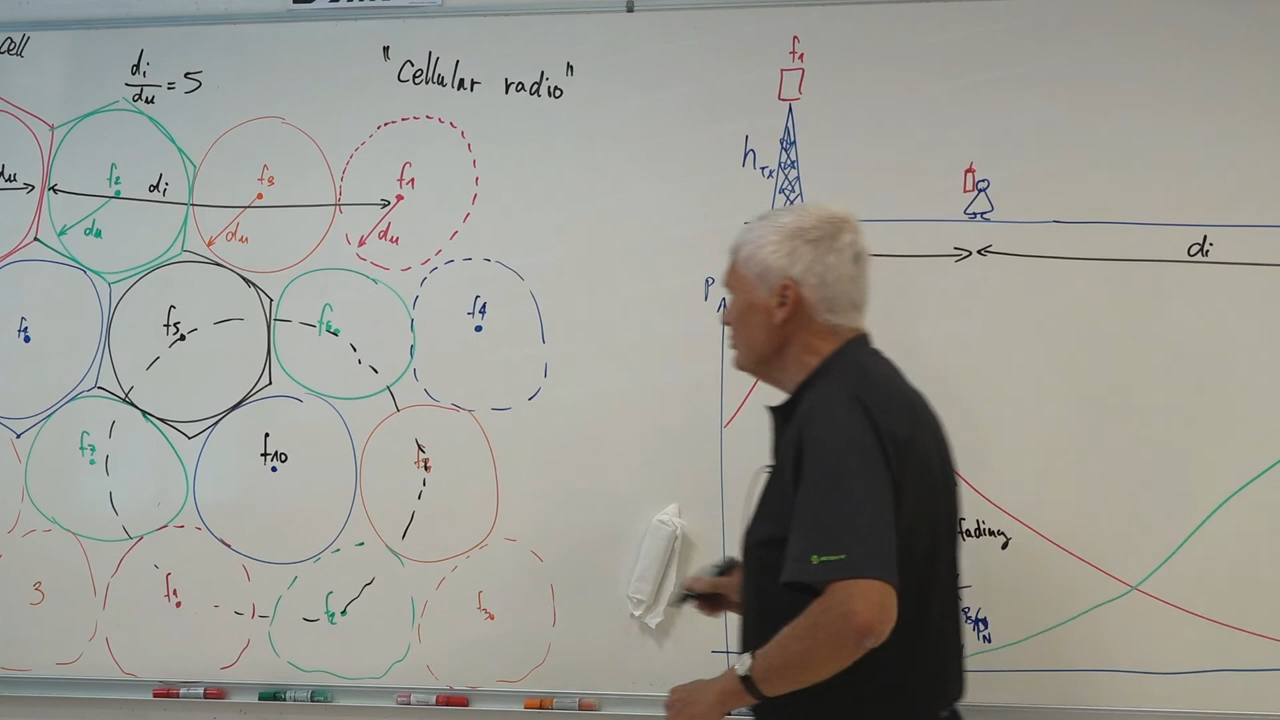 cell
di/du = 5
"Cellular radio"
f1
hTX
f2
f3
f1
du
di
du
du
du
di
P
f5
f6
f4
f7
f10
fading
3
f1
f2
f3